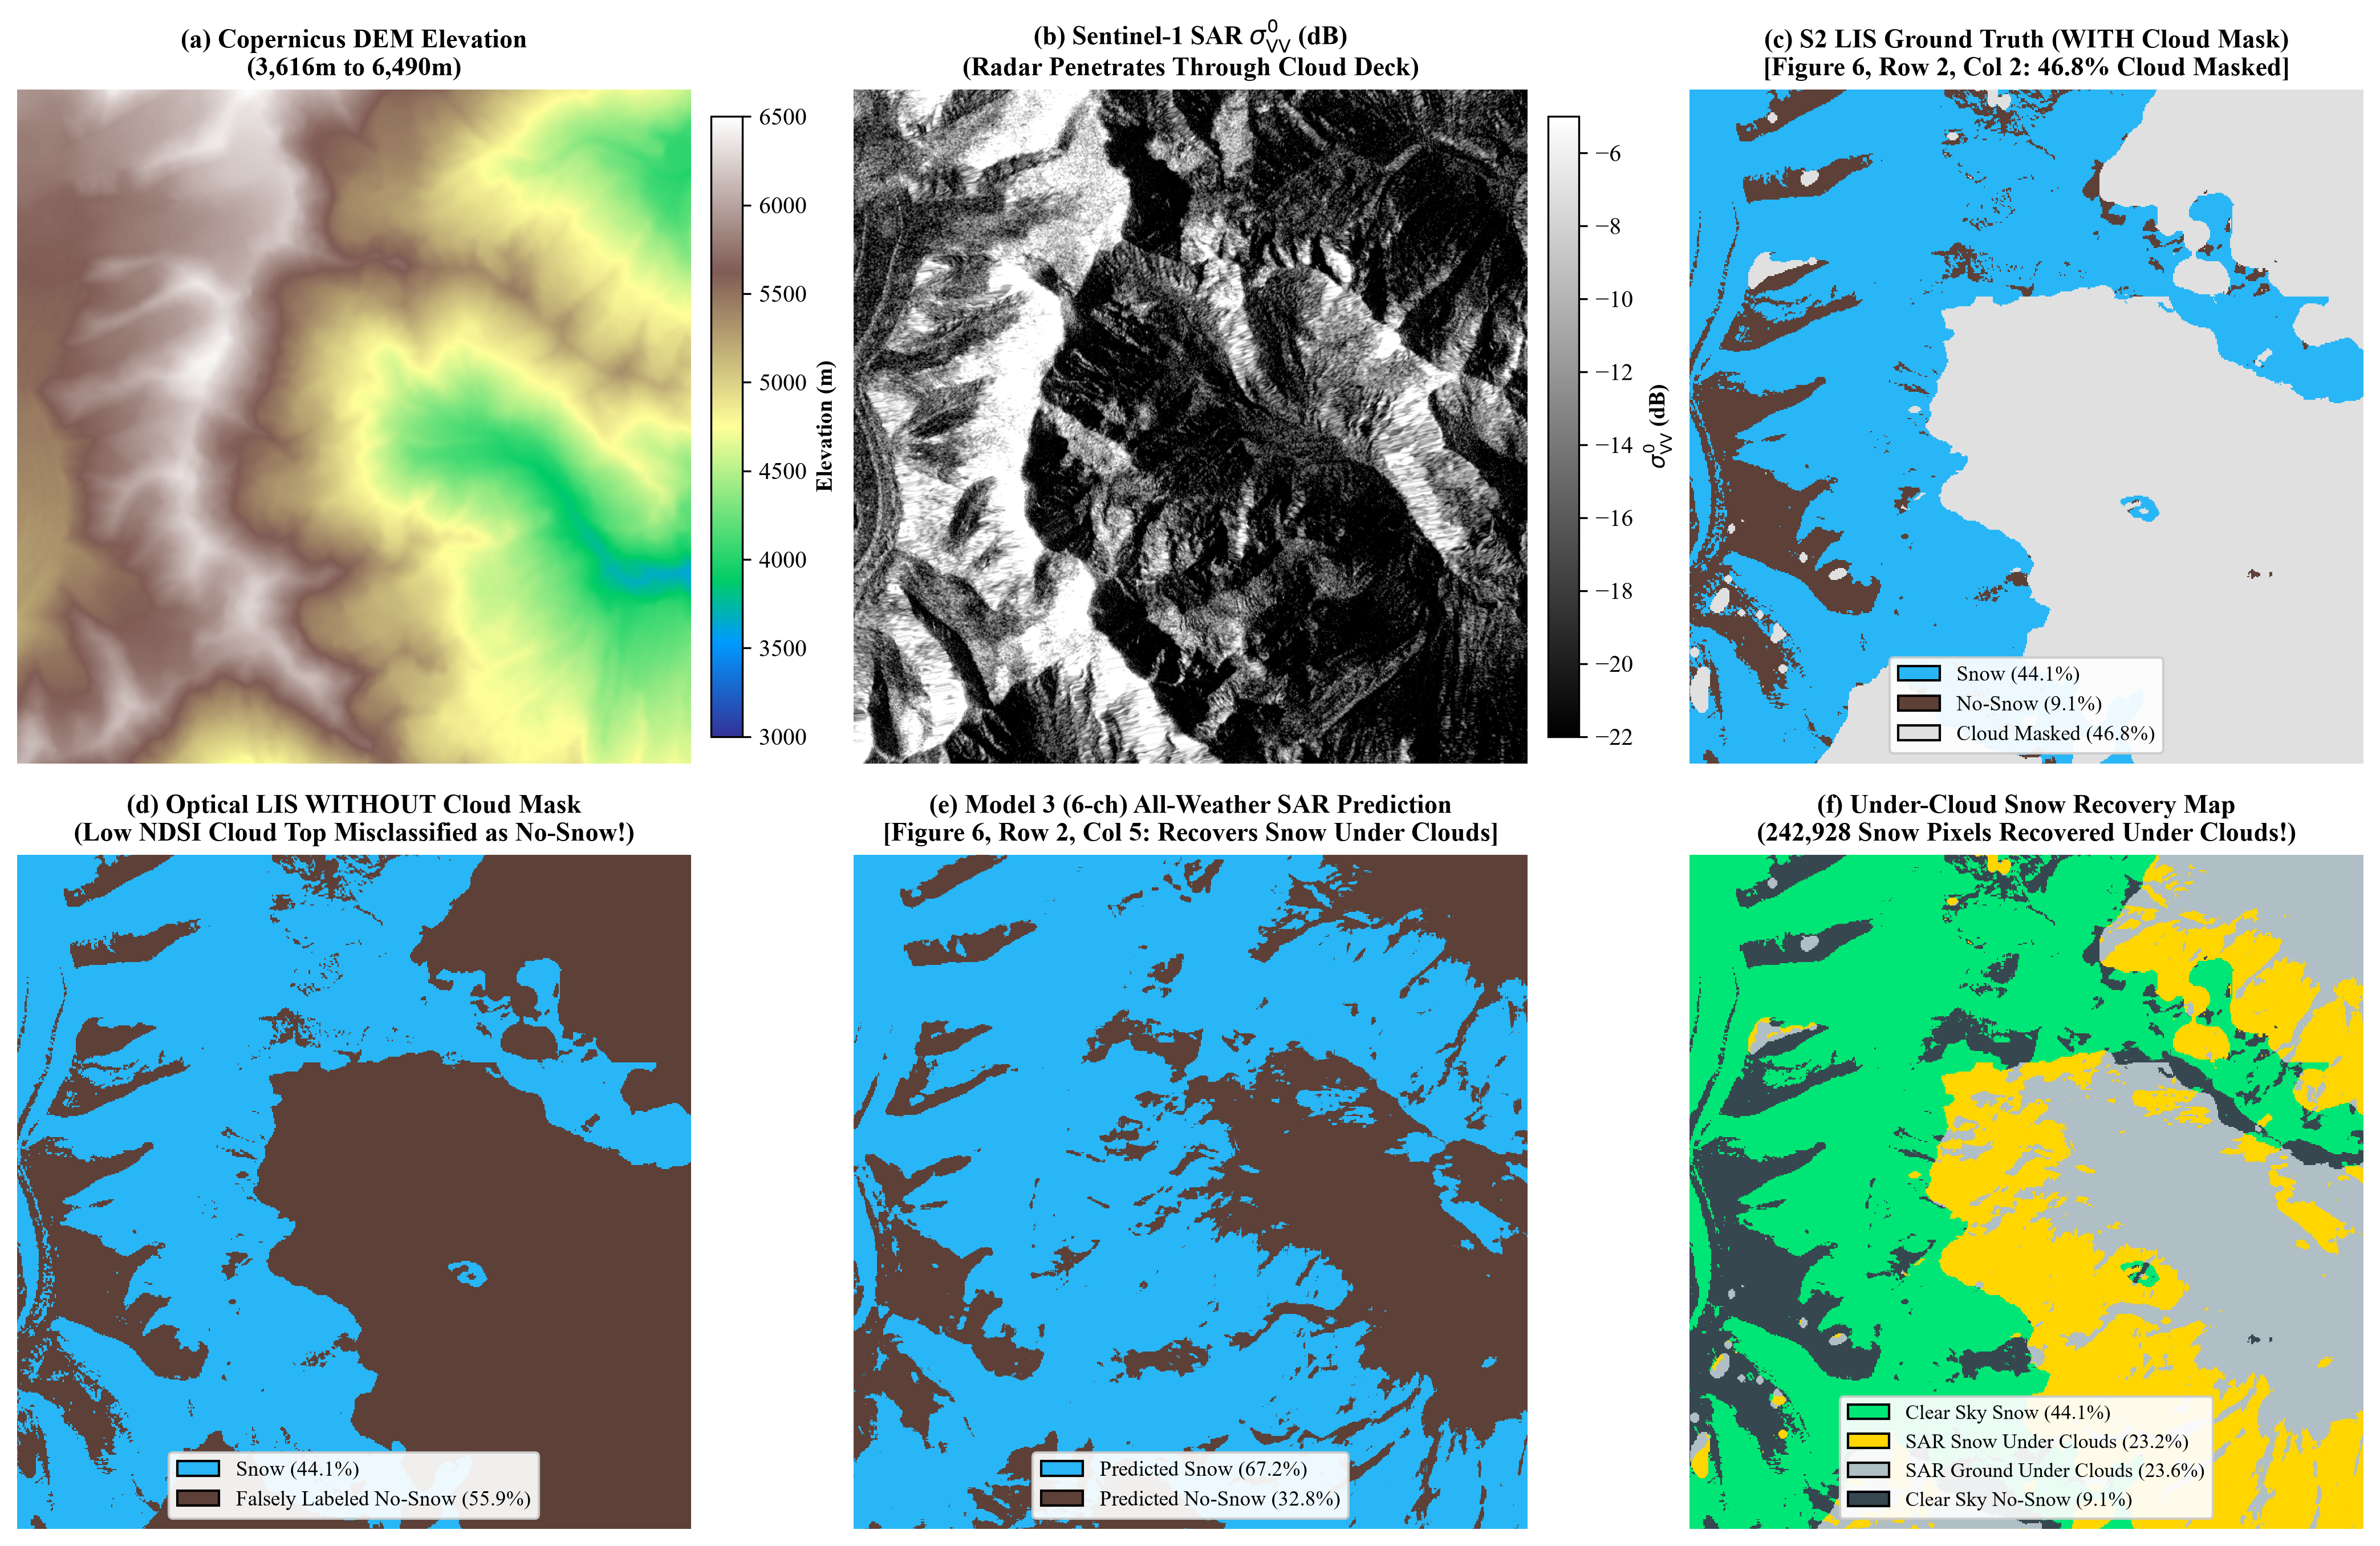 (a) Copernicus DEM Elevation
(3,616m to 6,490m)
6500
6000
5500
5000
4500
4000
3500
3000
Elevation (m)
(b) Sentinel-1 SAR σ⁰VV (dB)
(Radar Penetrates Through Cloud Deck)
−6
−8
−10
−12
−14
−16
−18
−20
−22
σ⁰VV (dB)
(c) S2 LIS Ground Truth (WITH Cloud Mask)
[Figure 6, Row 2, Col 2: 46.8% Cloud Masked]
Snow (44.1%)
No-Snow (9.1%)
Cloud Masked (46.8%)
(d) Optical LIS WITHOUT Cloud Mask
(Low NDSI Cloud Top Misclassified as No-Snow!)
Snow (44.1%)
Falsely Labeled No-Snow (55.9%)
(e) Model 3 (6-ch) All-Weather SAR Prediction
[Figure 6, Row 2, Col 5: Recovers Snow Under Clouds]
Predicted Snow (67.2%)
Predicted No-Snow (32.8%)
(f) Under-Cloud Snow Recovery Map
(242,928 Snow Pixels Recovered Under Clouds!)
Clear Sky Snow (44.1%)
SAR Snow Under Clouds (23.2%)
SAR Ground Under Clouds (23.6%)
Clear Sky No-Snow (9.1%)